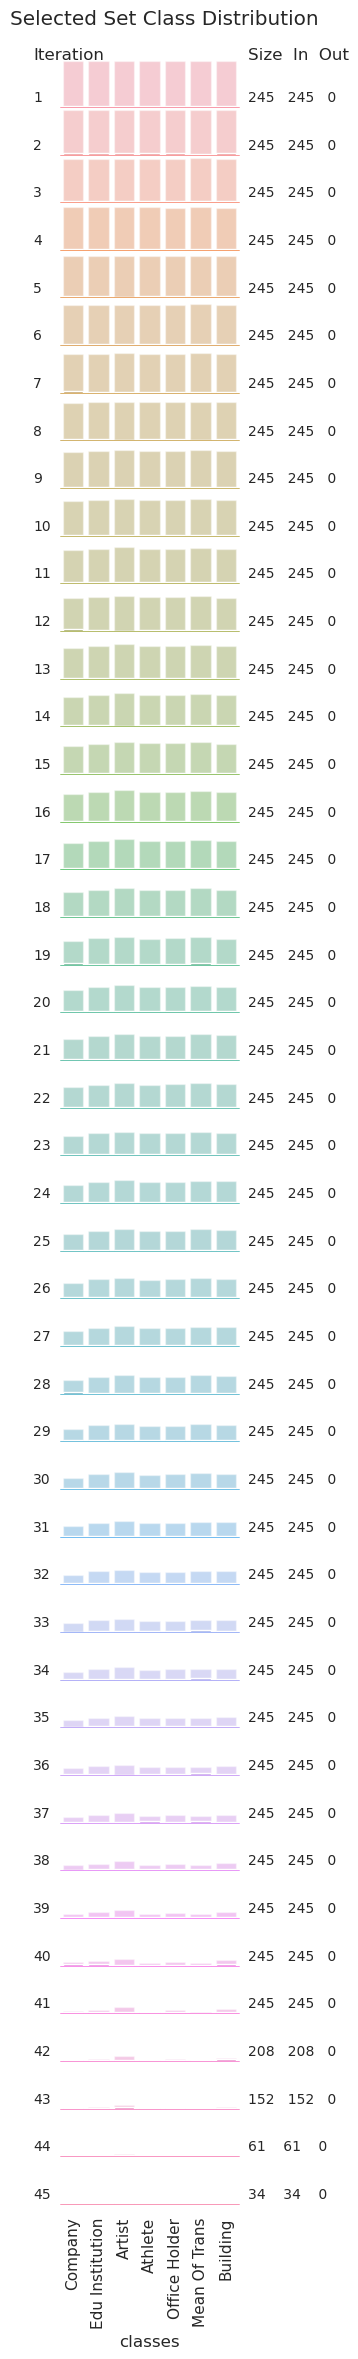 Selected Set Class Distribution
Iteration Size In Out
1 245 245 0
2 245 245 0
3 245 245 0
4 245 245 0
5 245 245 0
6 245 245 0
7 245 245 0
8 245 245 0
9 245 245 0
10 245 245 0
11 245 245 0
12 245 245 0
13 245 245 0
14 245 245 0
15 245 245 0
16 245 245 0
17 245 245 0
18 245 245 0
19 245 245 0
20 245 245 0
21 245 245 0
22 245 245 0
23 245 245 0
24 245 245 0
25 245 245 0
26 245 245 0
27 245 245 0
28 245 245 0
29 245 245 0
30 245 245 0
31 245 245 0
32 245 245 0
33 245 245 0
34 245 245 0
35 245 245 0
36 245 245 0
37 245 245 0
38 245 245 0
39 245 245 0
40 245 245 0
41 245 245 0
42 208 208 0
43 152 152 0
44 61 61 0
45 34 34 0
Company
Edu Institution
Artist
Athlete
Office Holder
Mean Of Trans
Building
classes